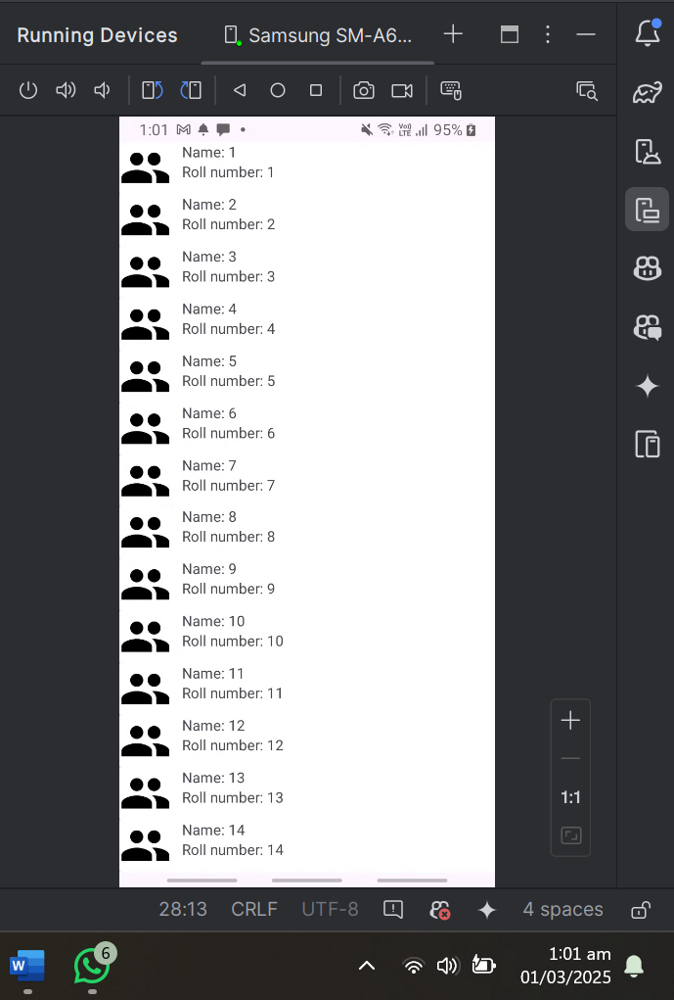 Running Devices
Samsung SM-A6...
1:01
Voo)
LTE
95%
Name: 1
Roll number: 1
Name: 2
Roll number: 2
Name: 3
Roll number: 3
Name: 4
Roll number: 4
Name: 5
Roll number: 5
Name: 6
Roll number: 6
Name: 7
Roll number: 7
Name: 8
Roll number: 8
Name: 9
Roll number: 9
Name: 10
Roll number: 10
Name: 11
Roll number: 11
Name: 12
Roll number: 12
Name: 13
Roll number: 13
Name: 14
Roll number: 14
1:1
28:13 CRLF UTF-8 4 spaces
W
6
1:01 am
01/03/2025